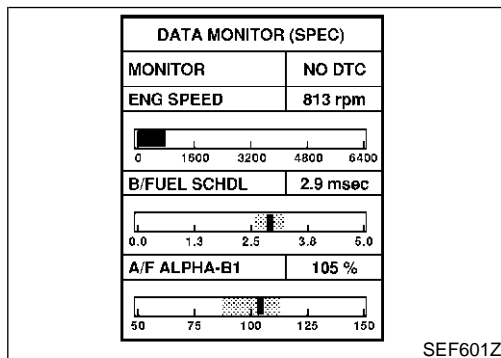 DATA MONITOR (SPEC)
MONITOR NO DTC
ENG SPEED 813 rpm
0 1600 3200 4800 6400
B/FUEL SCHDL 2.9 msec
0.0 1.3 2.5 3.8 5.0
A/F ALPHA-B1 105 %
50 75 100 125 150
SEF601Z